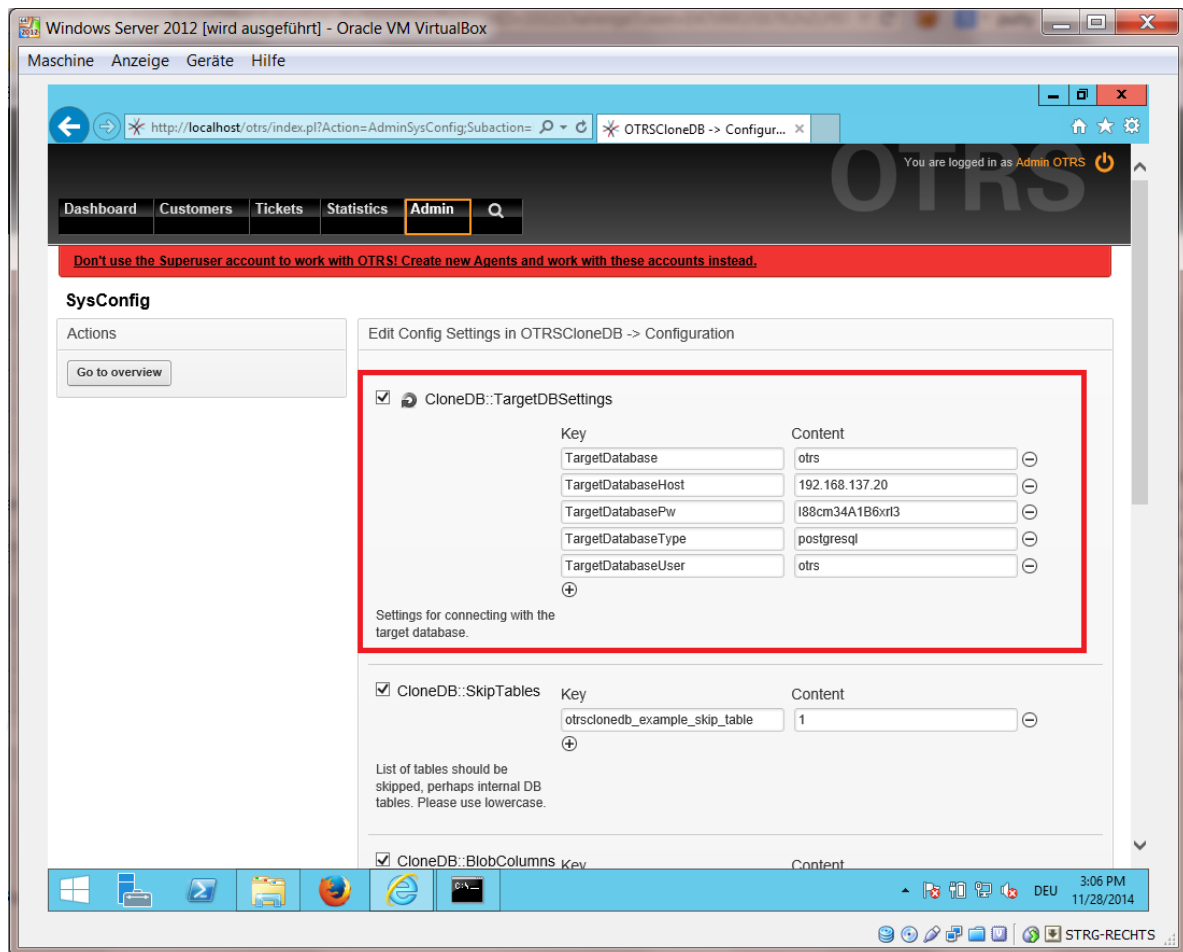 Windows Server 2012 [wird ausgeführt] - Oracle VM VirtualBox
Maschine Anzeige Geräte Hilfe
http://localhost/otrs/index.pl?Action=AdminSysConfig;Subaction=
OTRSCloneDB -> Configur...
OTRS
You are logged in as Admin OTRS
Dashboard Customers Tickets Statistics Admin
Don't use the Superuser account to work with OTRS! Create new Agents and work with these accounts instead.
SysConfig
Actions
Go to overview
Edit Config Settings in OTRSCloneDB -> Configuration
CloneDB::TargetDBSettings
Key Content
TargetDatabase otrs
TargetDatabaseHost 192.168.137.20
TargetDatabasePw
TargetDatabaseType postgresql
TargetDatabaseUser otrs
Settings for connecting with the
target database.
CloneDB::SkipTables Key Content
otrsclonedb_example_skip_table 1
List of tables should be
skipped, perhaps internal DB
tables. Please use lowercase.
CloneDB::BlobColumns Key Content
DEU
3:06 PM
11/28/2014
STRG-RECHTS